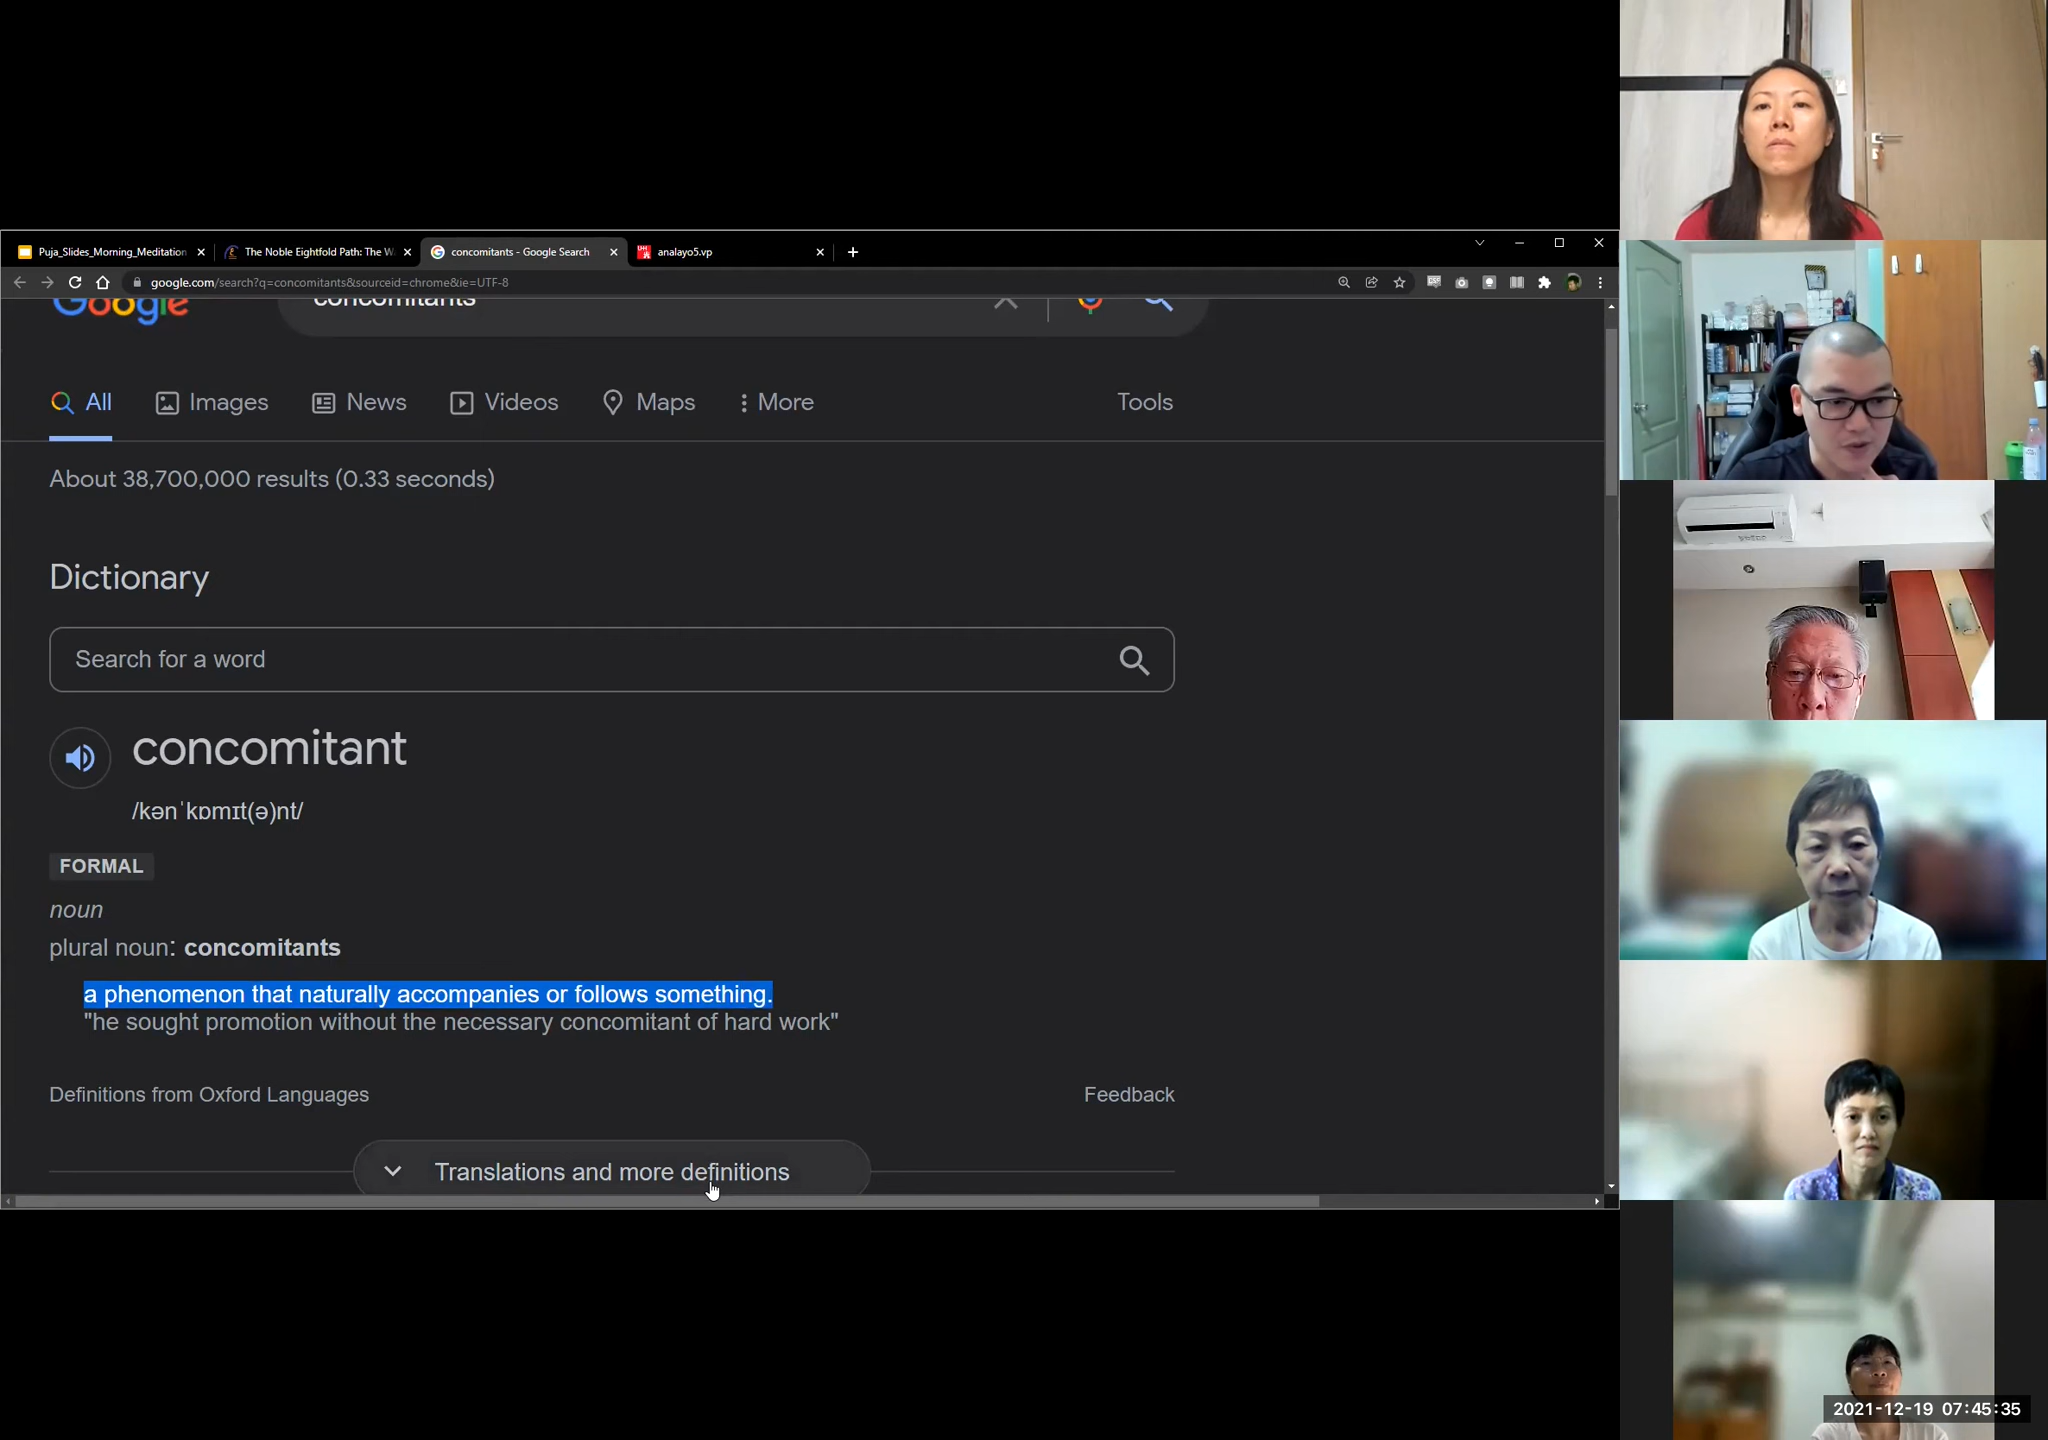 Puja_Slides_Morning_Meditation
The Noble Eightfold Path: The W
concomitants - Google Search
analayo5.vp
google.com/search?q=concomitants&sourceid=chrome&ie=UTF-8
Google
concomitants
All
Images
News
Videos
Maps
More
Tools
About 38,700,000 results (0.33 seconds)
Dictionary
Search for a word
concomitant
/kənˈkɒmɪt(ə)nt/
FORMAL
noun
plural noun: concomitants
a phenomenon that naturally accompanies or follows something.
"he sought promotion without the necessary concomitant of hard work"
Definitions from Oxford Languages
Feedback
Translations and more definitions
2021-12-19 07:45:35